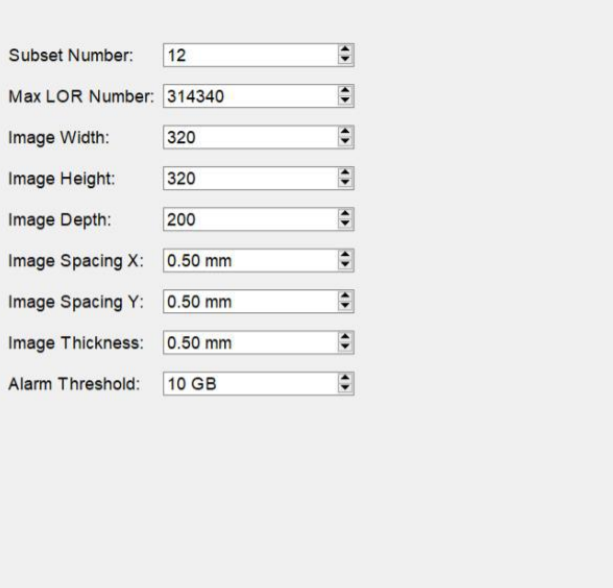 Subset Number: 12
Max LOR Number: 314340
Image Width: 320
Image Height: 320
Image Depth: 200
Image Spacing X: 0.50 mm
Image Spacing Y: 0.50 mm
Image Thickness: 0.50 mm
Alarm Threshold: 10 GB